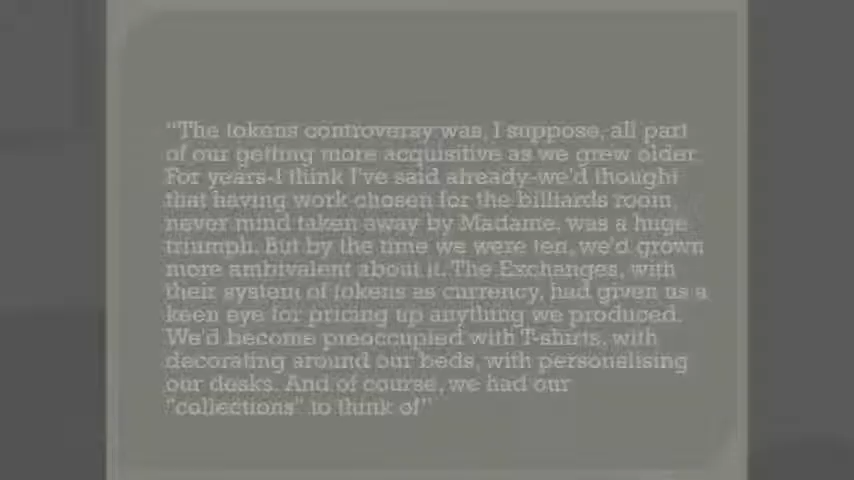 "The tokens controversy was, I suppose, all part
of our getting more acquisitive as we grew older.
For years-I think I've said already-we'd thought
that having work chosen for the billiards room,
never mind taken away by Madame, was a huge
triumph. But by the time we were ten, we'd grown
more ambivalent about it. The Exchanges, with
their system of tokens as currency, had given us a
keen eye for pricing up anything we produced.
We'd become preoccupied with T-shirts, with
decorating around our beds, with personalising
our desks. And of course, we had our
"collections" to think of"